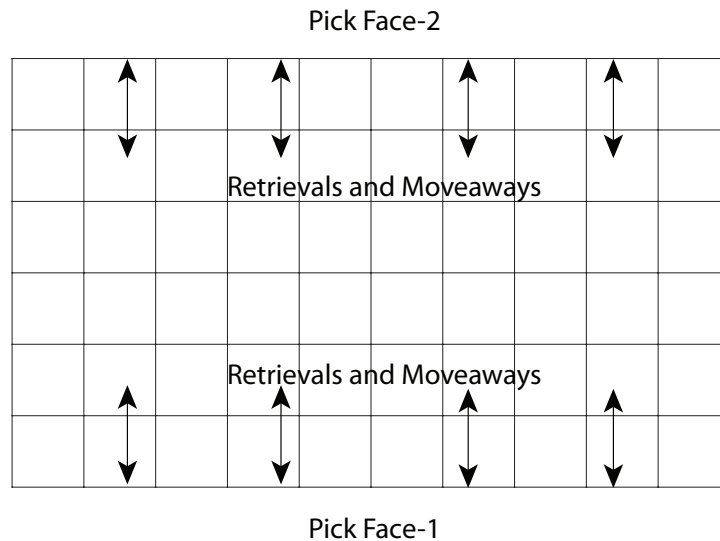 Pick Face-2
Retrievals and Moveaways
Retrievals and Moveaways
Pick Face-1